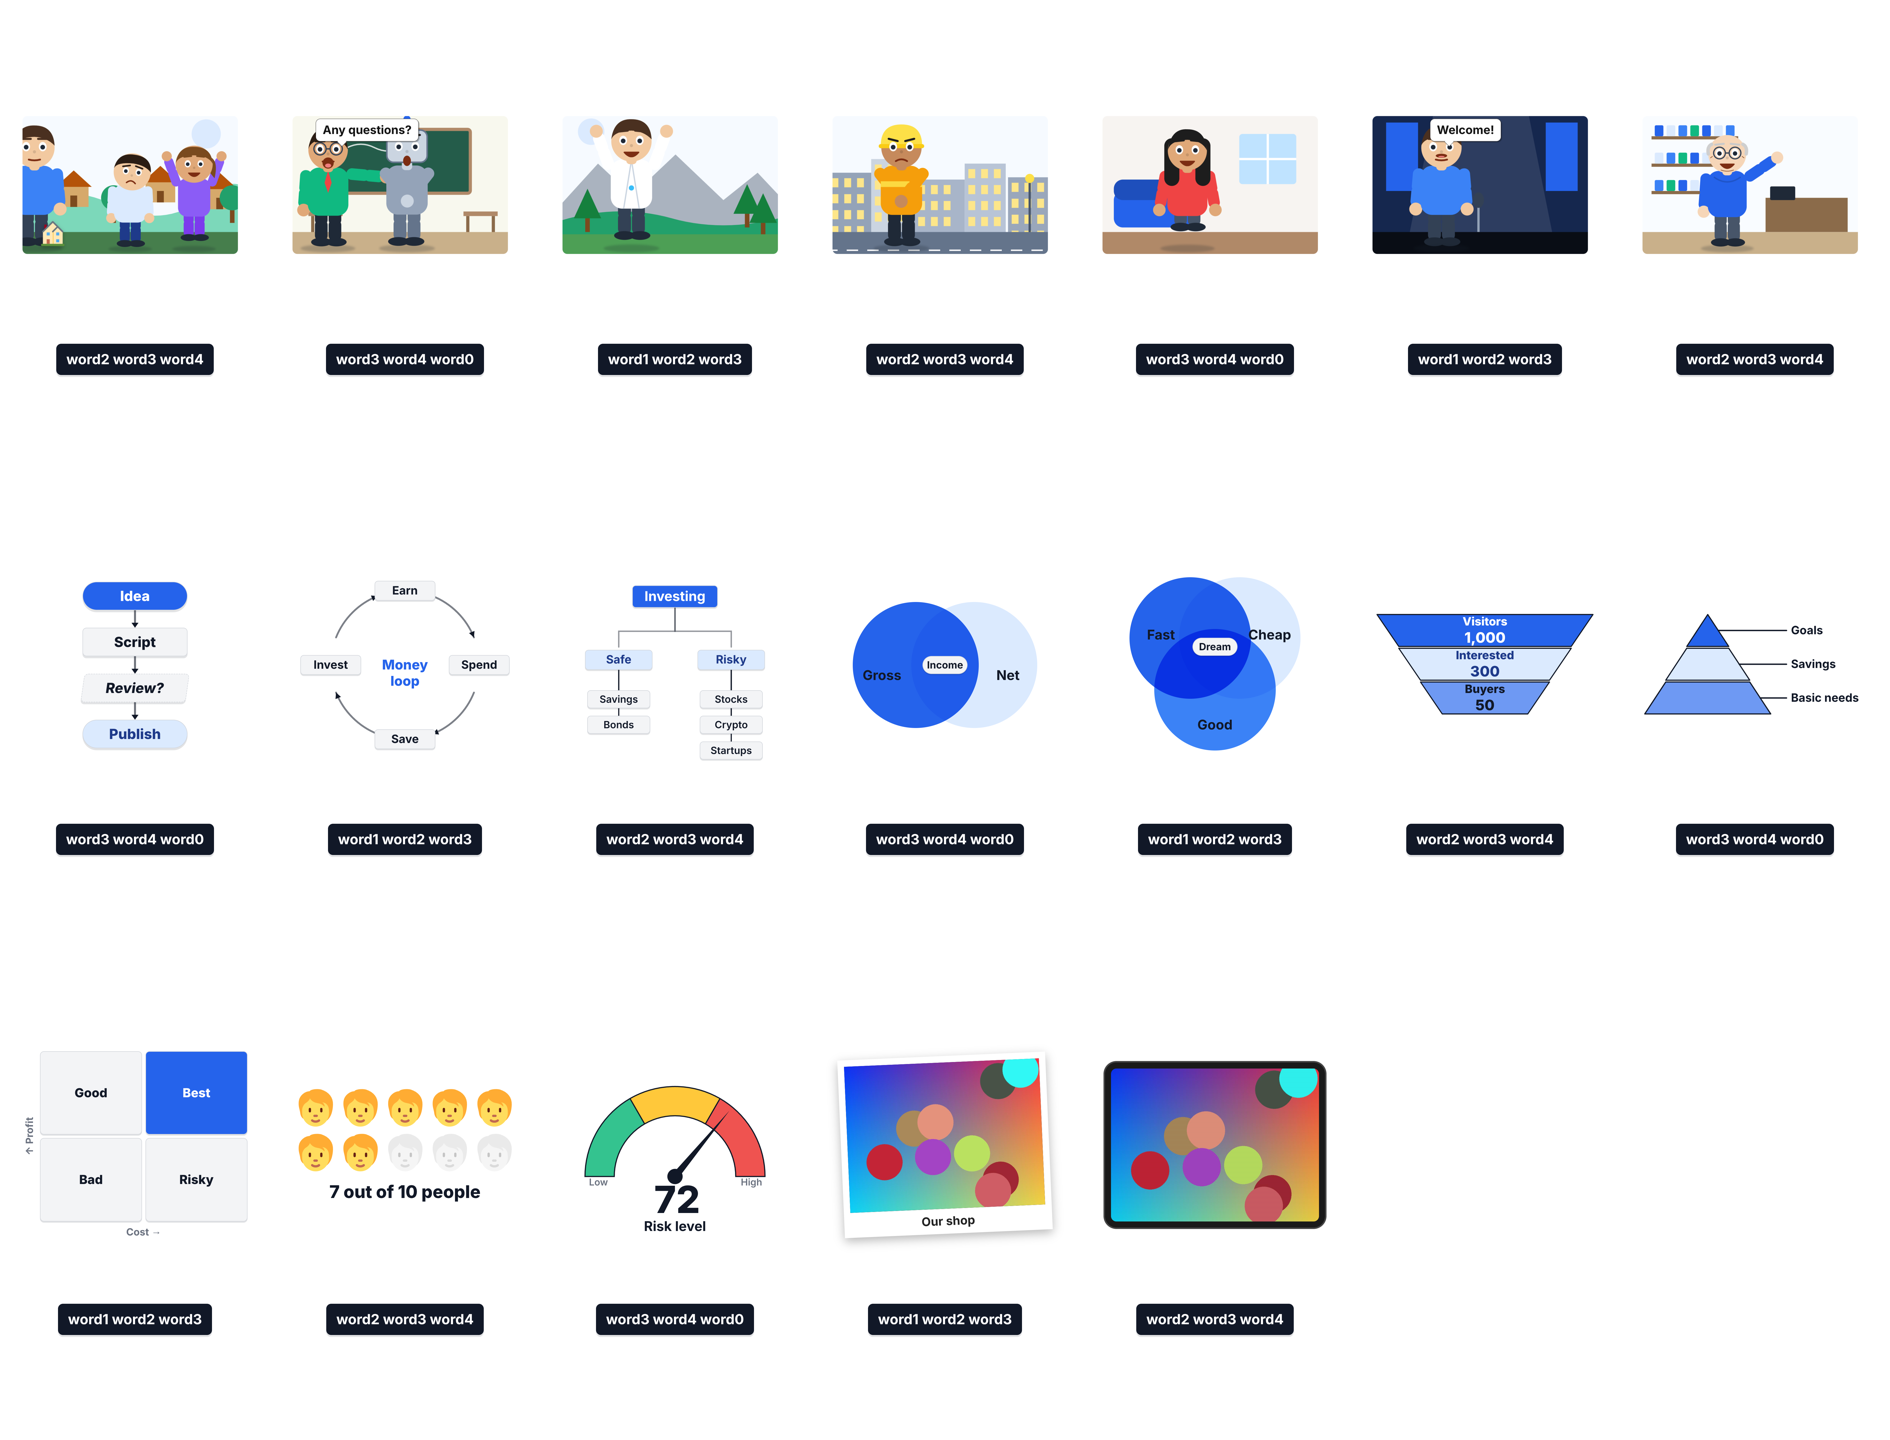 Any questions?
Welcome!
word2 word3 word4
word3 word4 word0
word1 word2 word3
word2 word3 word4
word3 word4 word0
word1 word2 word3
word2 word3 word4
Idea
Script
Review?
Publish
Earn
Invest
Money
loop
Spend
Save
Investing
Safe
Risky
Savings
Stocks
Bonds
Crypto
Startups
Gross
Income
Net
Fast
Cheap
Dream
Good
Visitors
1,000
Interested
300
Buyers
50
Goals
Savings
Basic needs
word3 word4 word0
word1 word2 word3
word2 word3 word4
word3 word4 word0
word1 word2 word3
word2 word3 word4
word3 word4 word0
↑ Profit
Good
Best
Bad
Risky
Cost →
7 out of 10 people
Low
High
72
Risk level
Our shop
word1 word2 word3
word2 word3 word4
word3 word4 word0
word1 word2 word3
word2 word3 word4